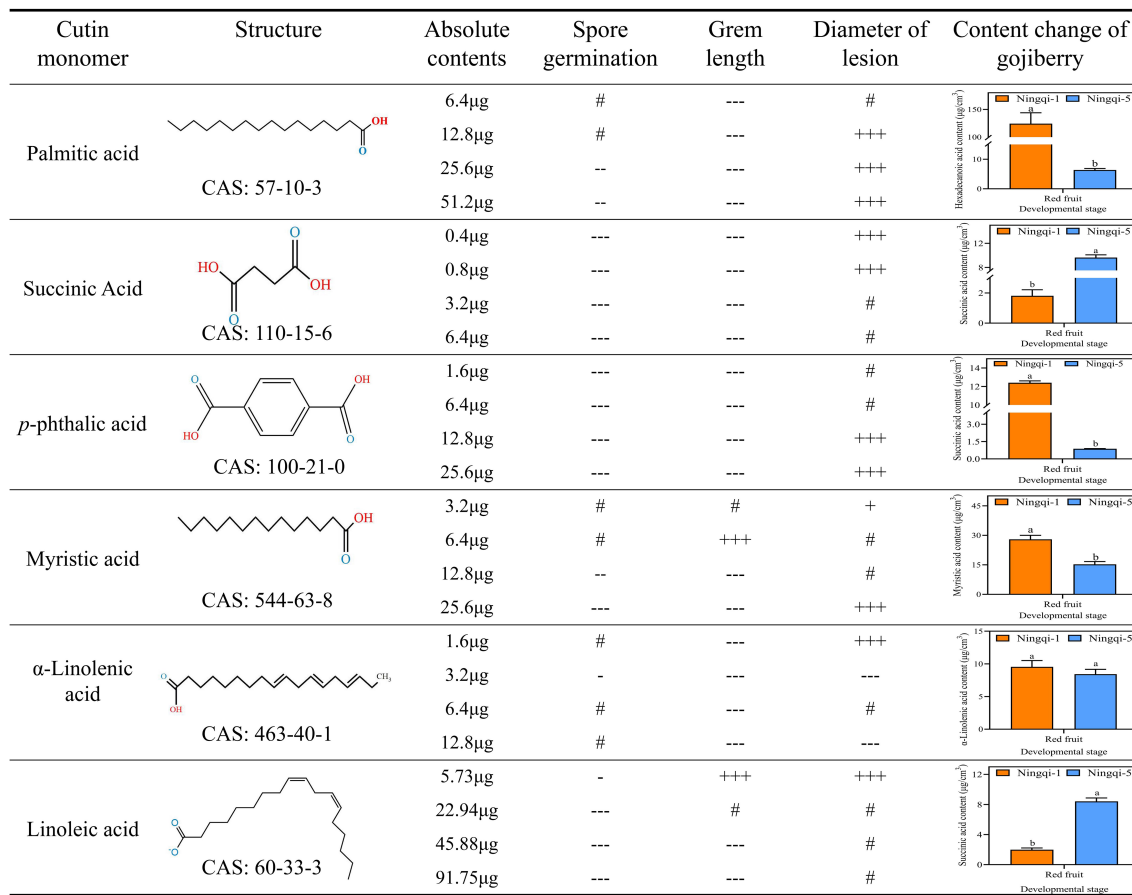 Cutin monomer
Structure
Absolute contents
Spore germination
Grem length
Diameter of lesion
Content change of gojiberry
Palmitic acid
OH
O
CAS: 57-10-3
6.4μg # --- #
12.8μg # --- +++
25.6μg -- --- +++
51.2μg -- --- +++
Hexadecanoic acid content (μg/cm³)
Ningqi-1 Ningqi-5
150
100
10
0
a
b
Red fruit
Developmental stage
Succinic Acid
O
HO
OH
O
CAS: 110-15-6
0.4μg --- --- +++
0.8μg --- --- +++
3.2μg --- --- #
6.4μg --- --- #
Succinic acid content (μg/cm³)
Ningqi-1 Ningqi-5
12
8
2
0
b
a
Red fruit
Developmental stage
p-phthalic acid
O
OH
HO
O
CAS: 100-21-0
1.6μg --- --- #
6.4μg --- --- #
12.8μg --- --- +++
25.6μg --- --- +++
Succinic acid content (μg/cm³)
Ningqi-1 Ningqi-5
14
12
10
3.0
1.5
0.0
a
b
Red fruit
Developmental stage
Myristic acid
OH
O
CAS: 544-63-8
3.2μg # # +
6.4μg # +++ #
12.8μg -- --- #
25.6μg --- --- +++
Myristic acid content (μg/cm³)
Ningqi-1 Ningqi-5
45
30
15
0
a
b
Red fruit
Developmental stage
α-Linolenic acid
O
OH
CH₃
CAS: 463-40-1
1.6μg # --- +++
3.2μg - --- ---
6.4μg # --- #
12.8μg # --- ---
α-Linolenic acid content (μg/cm³)
Ningqi-1 Ningqi-5
15
10
5
0
a
a
Red fruit
Developmental stage
Linoleic acid
O
⁻O
CAS: 60-33-3
5.73μg - +++ +++
22.94μg --- # #
45.88μg --- --- #
91.75μg --- --- #
Succinic acid content (μg/cm³)
Ningqi-1 Ningqi-5
12
8
4
0
b
a
Red fruit
Developmental stage